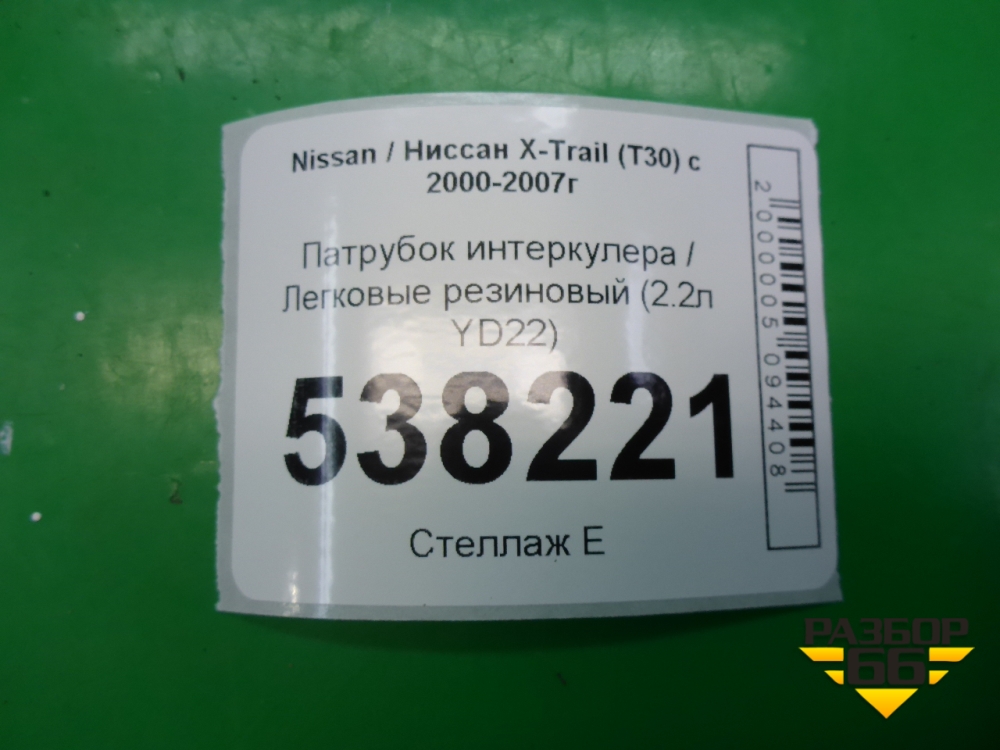 Nissan / Ниссан X-Trail (T30) с
2000-2007г
Патрубок интеркулера /
Легковые резиновый (2.2л
YD22)
538221
Стеллаж Е
2000005094408
РАЗБОР
66